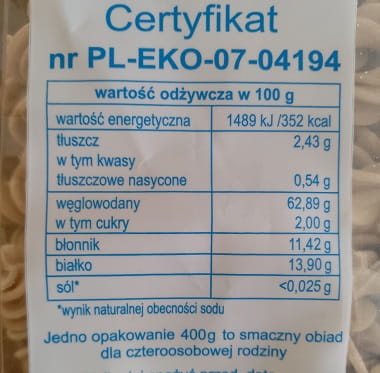 Certyfikat
nr PL-EKO-07-04194
wartość odżywcza w 100 g
wartość energetyczna 1489 kJ /352 kcal
tłuszcz 2,43 g
w tym kwasy
tłuszczowe nasycone 0,54 g
węglowodany 62,89 g
w tym cukry 2,00 g
błonnik 11,42 g
białko 13,90 g
sól* <0,025 g
*wynik naturalnej obecności sodu
Jedno opakowanie 400g to smaczny obiad
dla czteroosobowej rodziny